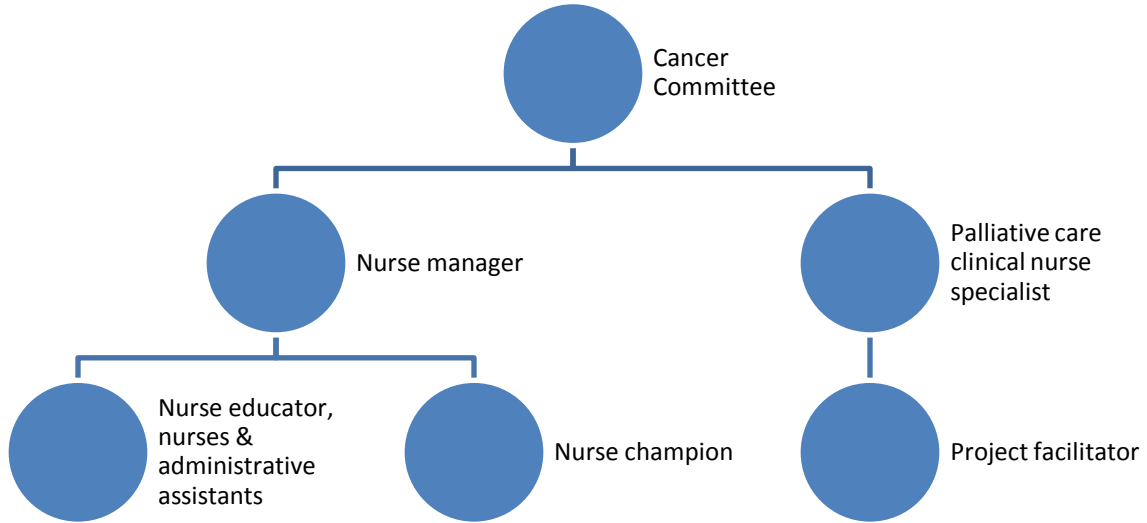 Cancer
Committee
Nurse manager
Palliative care
clinical nurse
specialist
Nurse educator,
nurses &
administrative
assistants
Nurse champion
Project facilitator